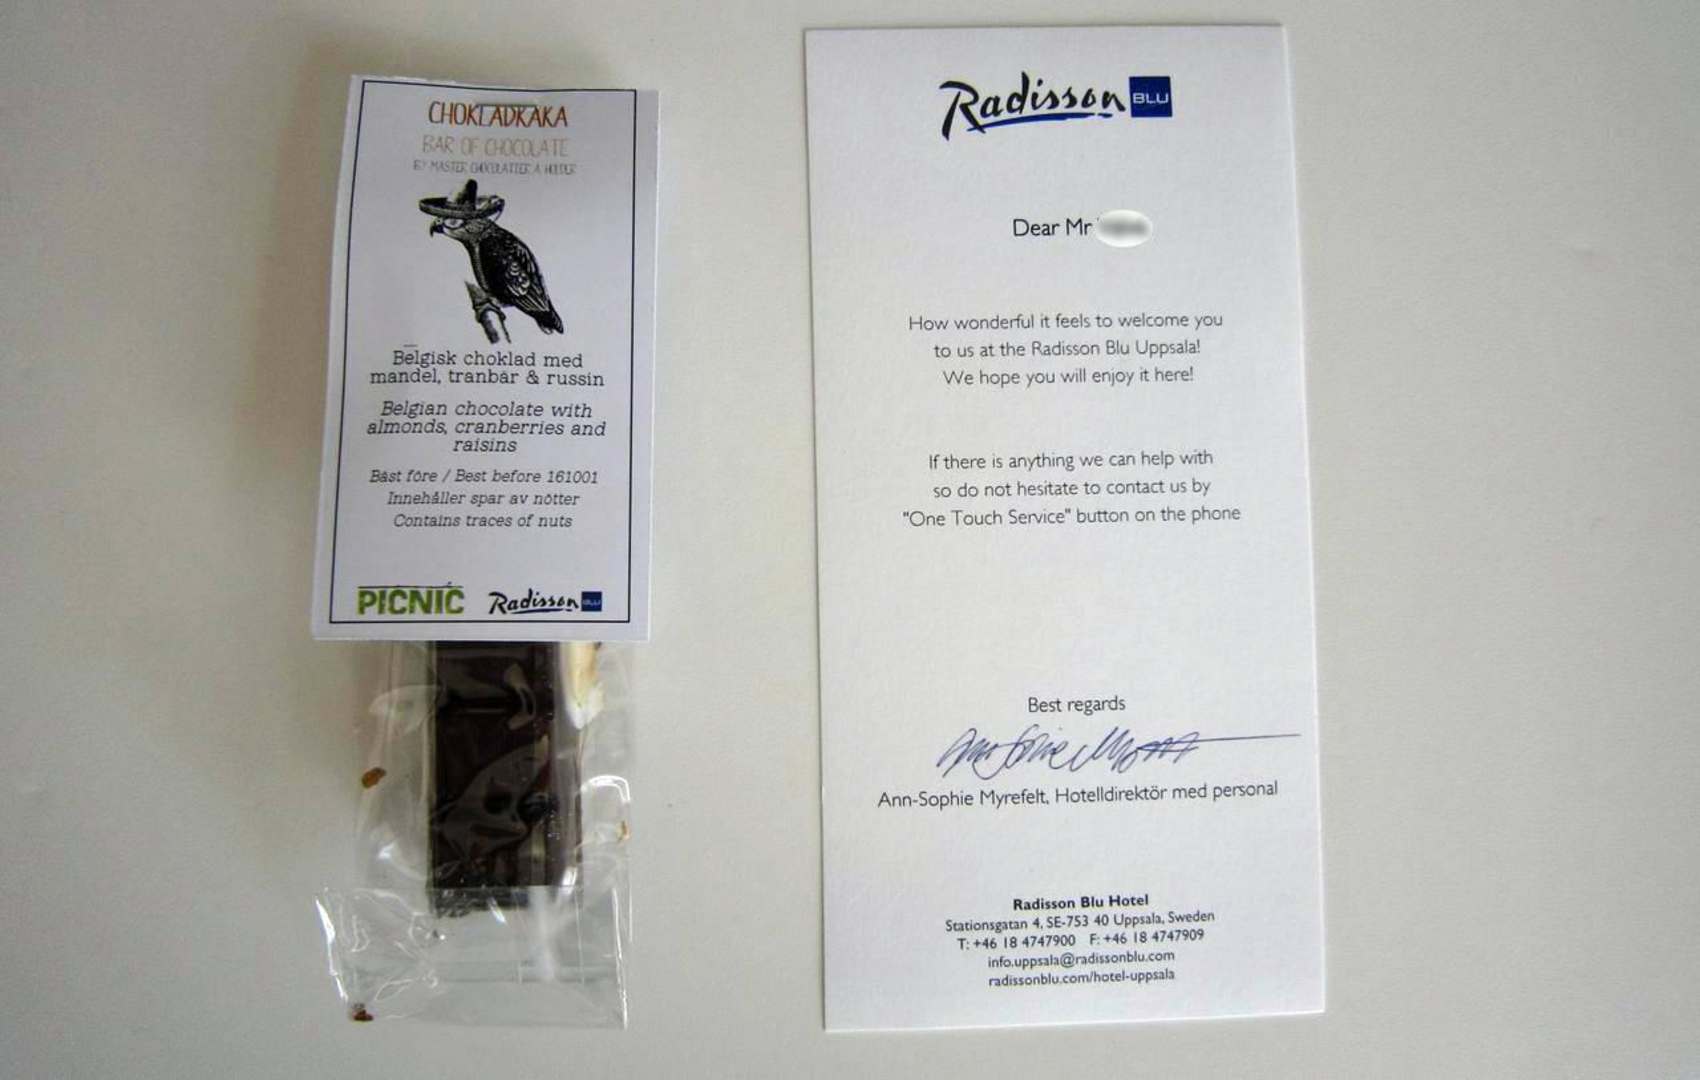 CHOKLADKAKA
BAR OF CHOCOLATE
BY MASTER CHOCOLATIER A HOLDER
Belgisk choklad med
mandel, tranbär & russin
Belgian chocolate with
almonds, cranberries and
raisins
Bäst före / Best before 161001
Innehåller spår av nötter
Contains traces of nuts
PICNIC Radisson BLU
Radisson BLU
Dear Mr
How wonderful it feels to welcome you
to us at the Radisson Blu Uppsala!
We hope you will enjoy it here!
If there is anything we can help with
so do not hesitate to contact us by
"One Touch Service" button on the phone
Best regards
Ann-Sophie Myrefelt, Hotelldirektör med personal
Radisson Blu Hotel
Stationsgatan 4, SE-753 40 Uppsala, Sweden
T: +46 18 4747900 F: +46 18 4747909
info.uppsala@radissonblu.com
radissonblu.com/hotel-uppsala